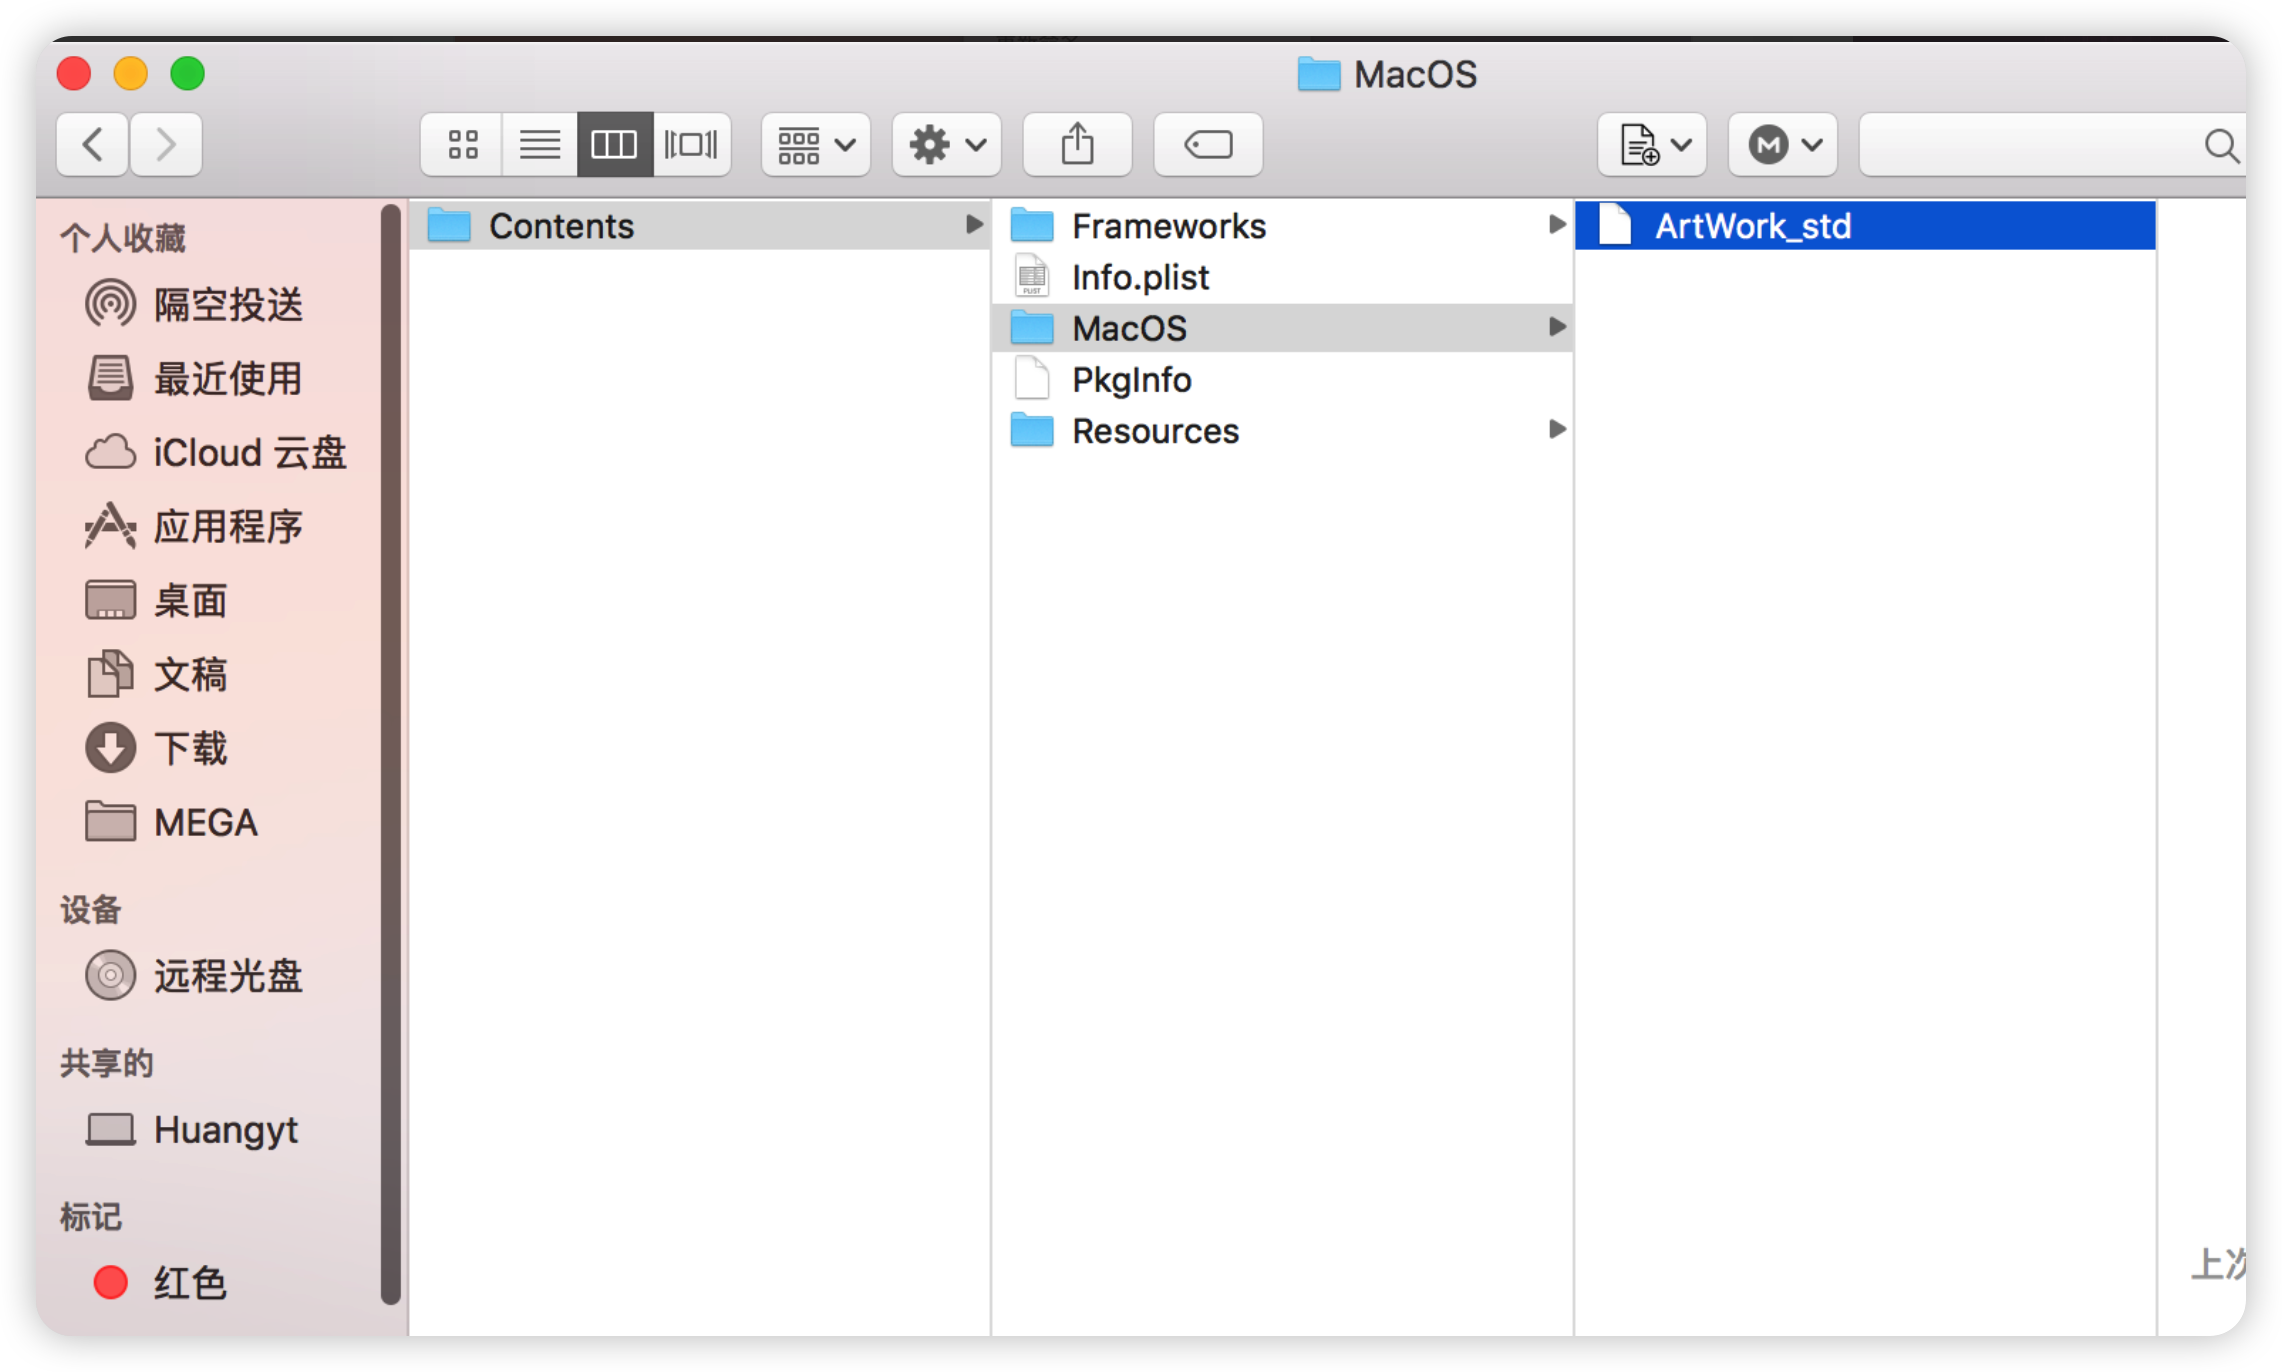 MacOS
个人收藏
隔空投送
最近使用
iCloud 云盘
应用程序
桌面
文稿
下载
MEGA
设备
远程光盘
共享的
Huangyt
标记
红色
Contents
Frameworks
Info.plist
MacOS
PkgInfo
Resources
ArtWork_std
上次